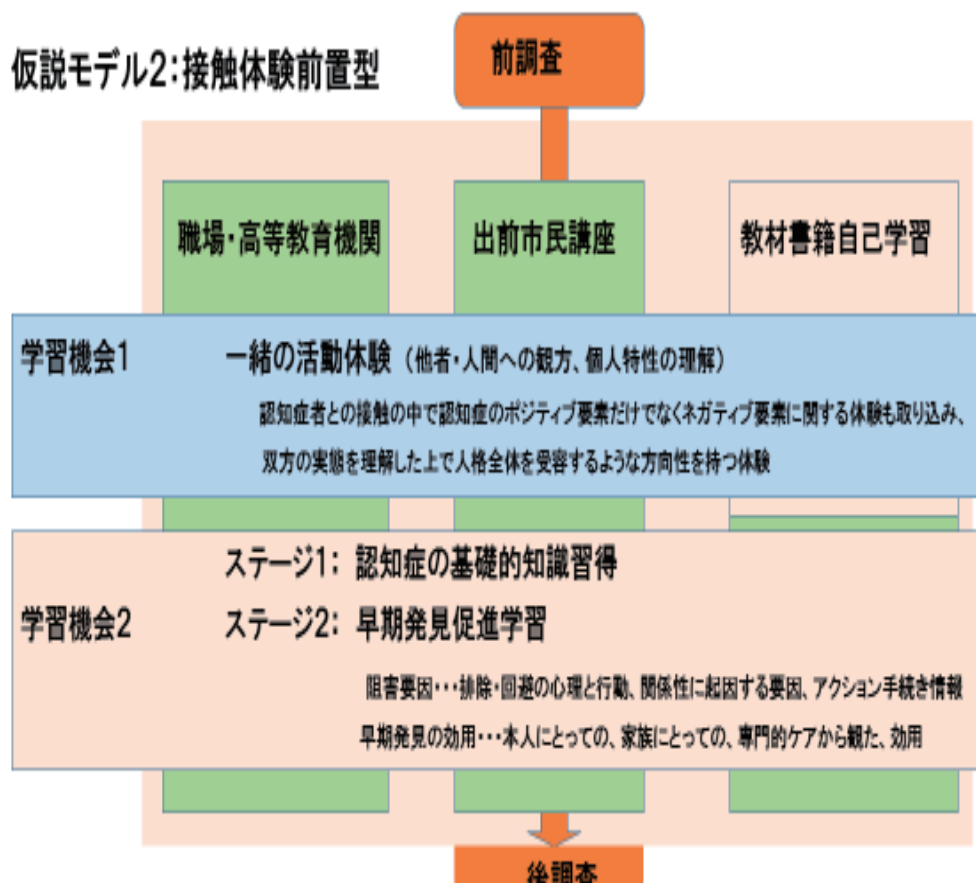 仮説モデル2:接触体験前置型
前調査
職場・高等教育機関
出前市民講座
教材書籍自己学習
学習機会1
一緒の活動体験（他者・人間への観方、個人特性の理解）
認知症者との接触の中で認知症のポジティブ要素だけでなくネガティブ要素に関する体験も取り込み、
双方の実態を理解した上で人格全体を受容するような方向性を持つ体験
ステージ1: 認知症の基礎的知識習得
学習機会2
ステージ2: 早期発見促進学習
阻害要因･･･排除・回避の心理と行動、関係性に起因する要因、アクション手続き情報
早期発見の効用･･･本人にとっての、家族にとっての、専門的ケアから観た、効用
後調査